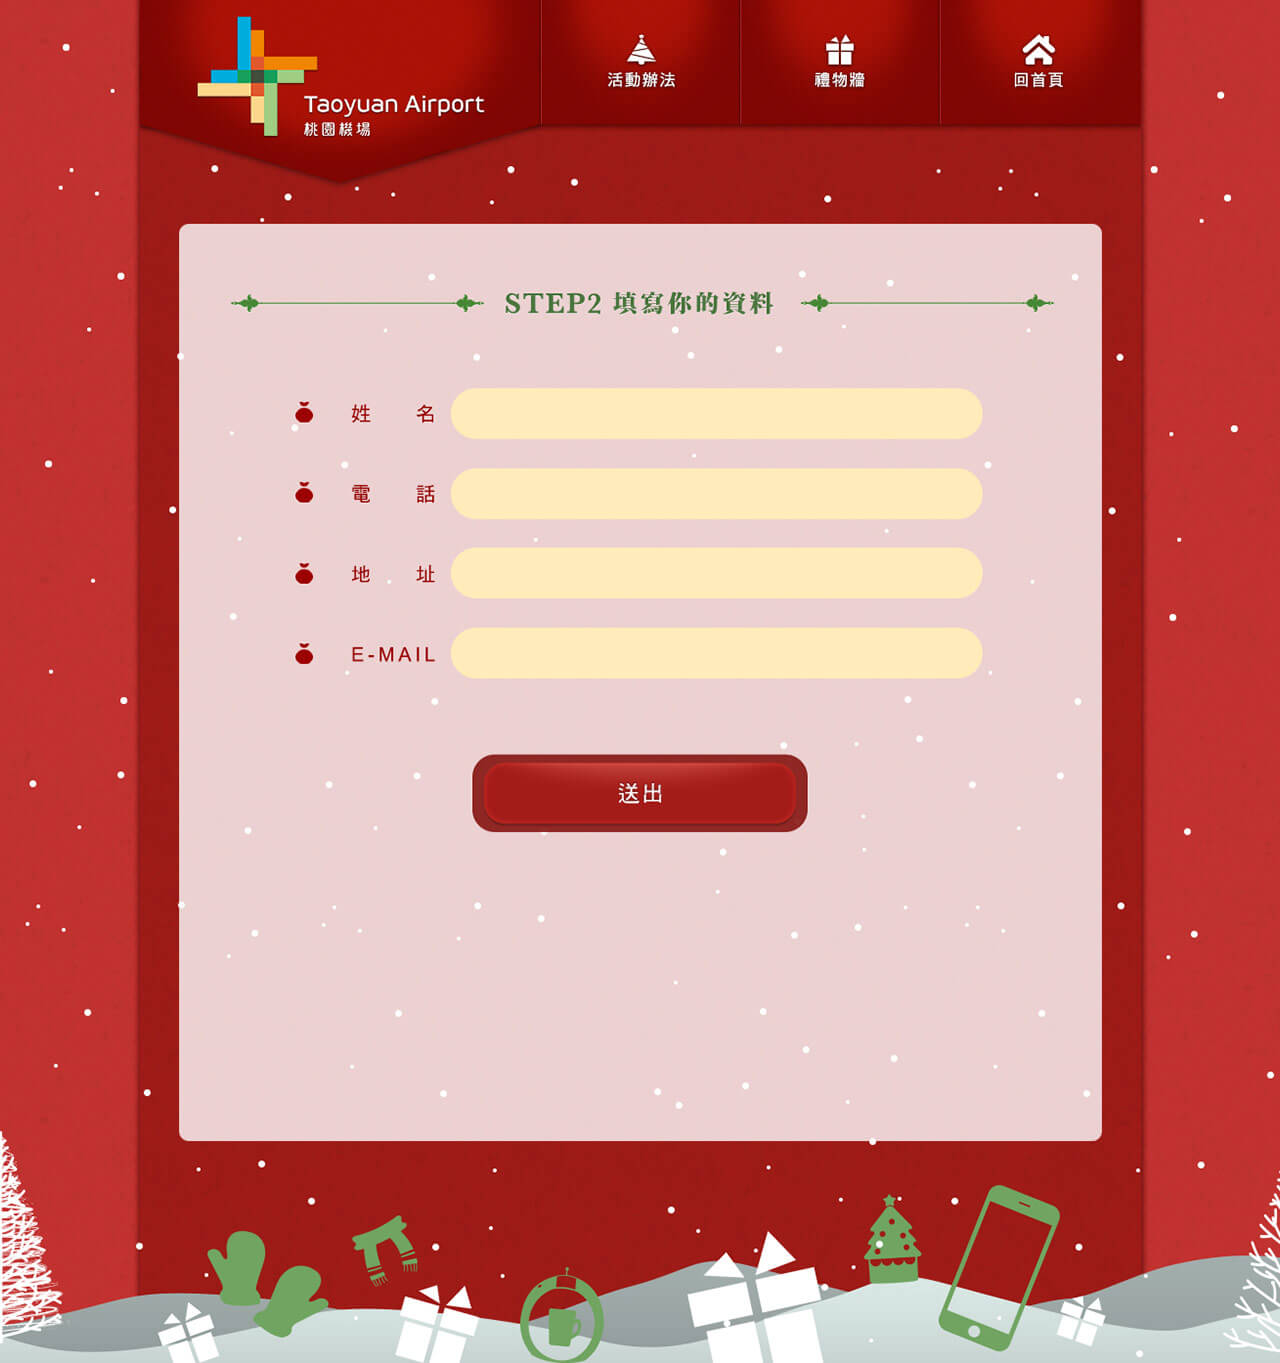 Taoyuan Airport
桃園機場
活動辦法
禮物牆
回首頁
STEP2 填寫你的資料
姓 名
電 話
地 址
E-MAIL
送出